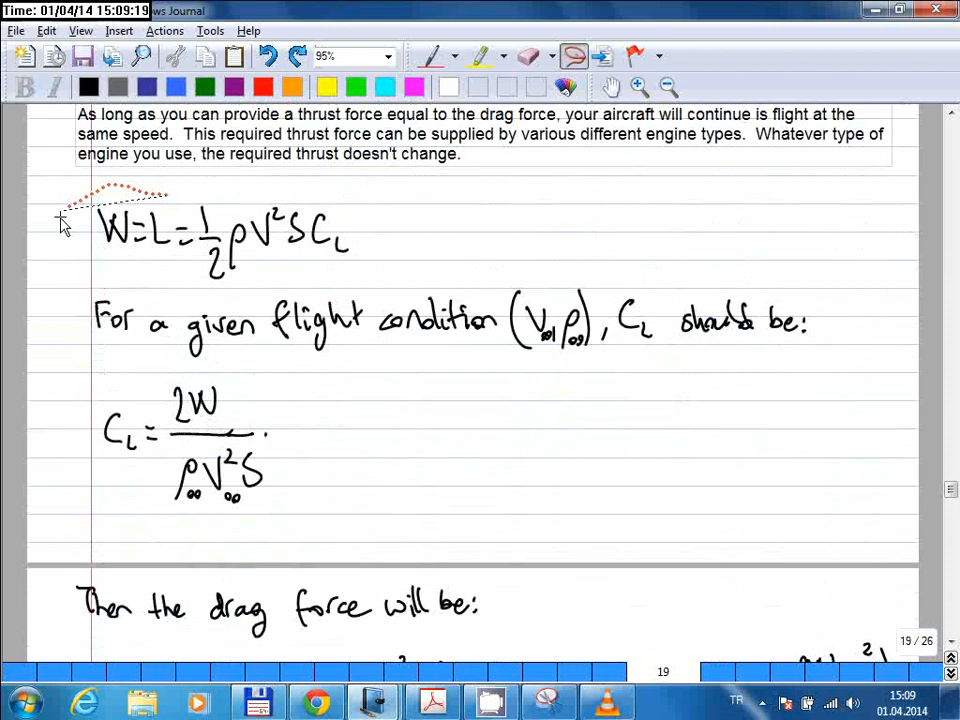 Time: 01/04/14 15:09:19
ows Journal
File Edit View Insert Actions Tools Help
95%
B I
As long as you can provide a thrust force equal to the drag force, your aircraft will continue is flight at the
same speed. This required thrust force can be supplied by various different engine types. Whatever type of
engine you use, the required thrust doesn't change.
W=L=1/2 ρV²SC_L
For a given flight condition (V∞, ρ∞), C_L should be:
C_L = 2W / ρ∞V∞²S
Then the drag force will be:
19 / 26
19
TR
15:09
01.04.2014